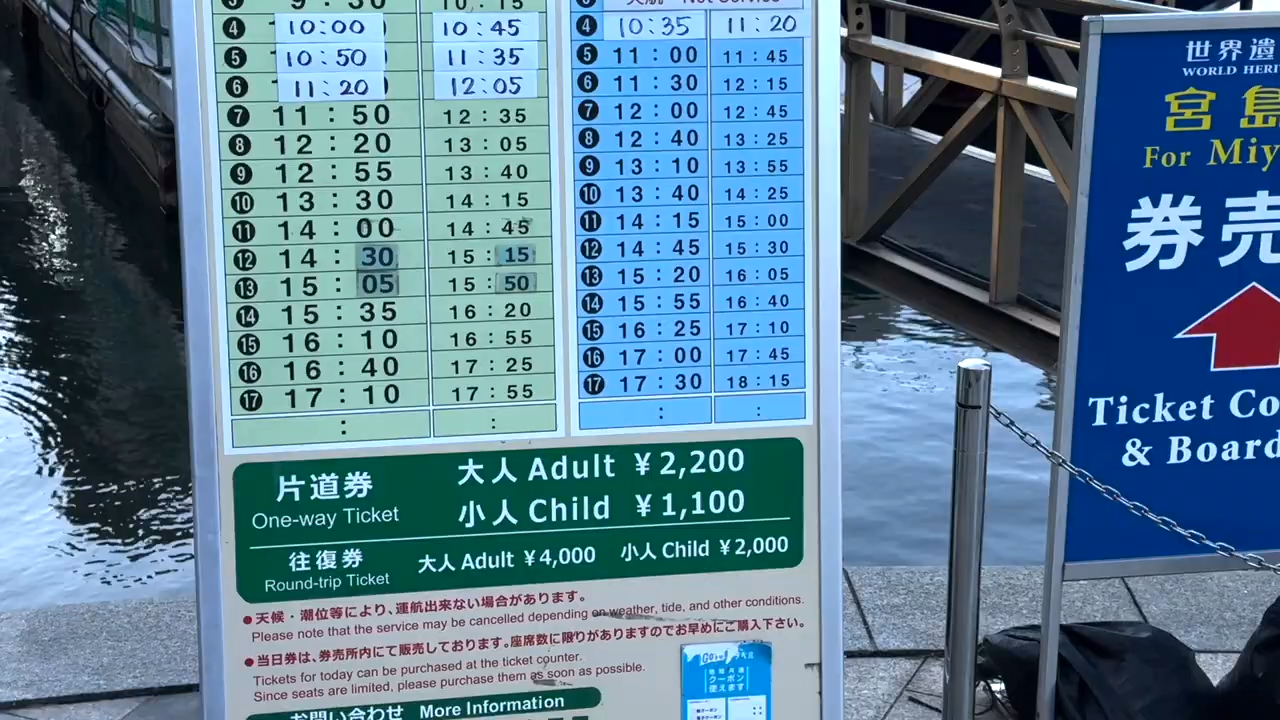 9:30 10:15
④ 10:00 10:45
⑤ 10:50 11:35
⑥ 11:20 12:05
⑦ 11:50 12:35
⑧ 12:20 13:05
⑨ 12:55 13:40
⑩ 13:30 14:15
⑪ 14:00 14:45
⑫ 14:30 15:15
⑬ 15:05 15:50
⑭ 15:35 16:20
⑮ 16:10 16:55
⑯ 16:40 17:25
⑰ 17:10 17:55
: :
④ 10:35 11:20
⑤ 11:00 11:45
⑥ 11:30 12:15
⑦ 12:00 12:45
⑧ 12:40 13:25
⑨ 13:10 13:55
⑩ 13:40 14:25
⑪ 14:15 15:00
⑫ 14:45 15:30
⑬ 15:20 16:05
⑭ 15:55 16:40
⑮ 16:25 17:10
⑯ 17:00 17:45
⑰ 17:30 18:15
: :
片道券 大人 Adult ¥2,200
One-way Ticket 小人 Child ¥1,100
往復券 大人 Adult ¥4,000 小人 Child ¥2,000
Round-trip Ticket
●天候・潮位等により、運航出来ない場合があります。
Please note that the service may be cancelled depending on weather, tide, and other conditions.
●当日券は、券売所内にて販売しております。座席数に限りがありますのでお早めにご購入下さい。
Tickets for today can be purchased at the ticket counter.
Since seats are limited, please purchase them as soon as possible.
お問い合わせ More Information
クーポン
使えます
世界遺
WORLD HERI
宮島
For Miy
券売
Ticket Co
& Board